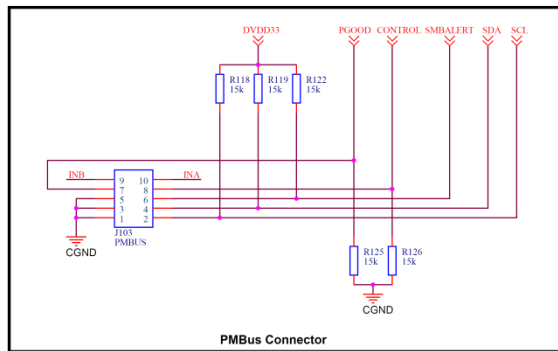 DVDD33 PGOOD CONTROL SMBALERT SDA SCL
R118 R119 R122
15k 15k 15k
INB 9 10 INA
7 8
5 6
3 4
1 2
J103
PMBUS
CGND
R125 R126
15k 15k
CGND
PMBus Connector